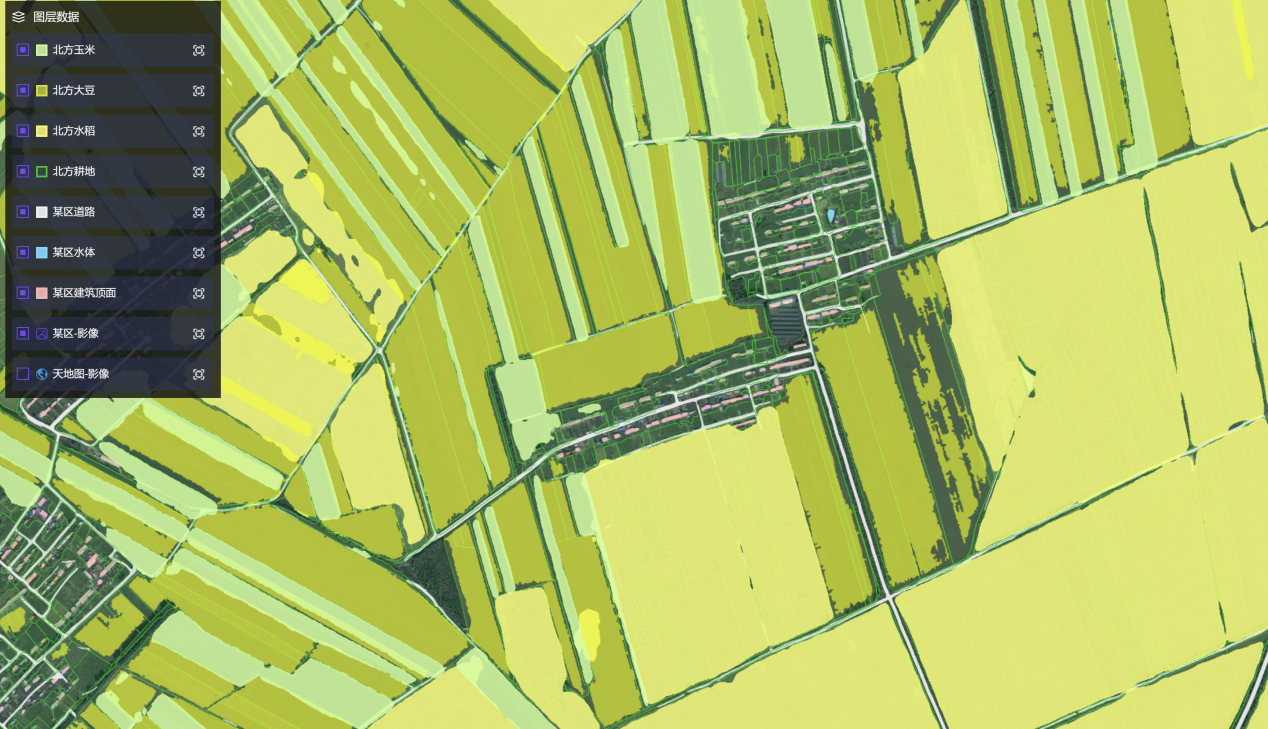 图层数据
北方玉米
北方大豆
北方水稻
北方耕地
某区道路
某区水体
某区建筑顶面
某区-影像
天地图-影像